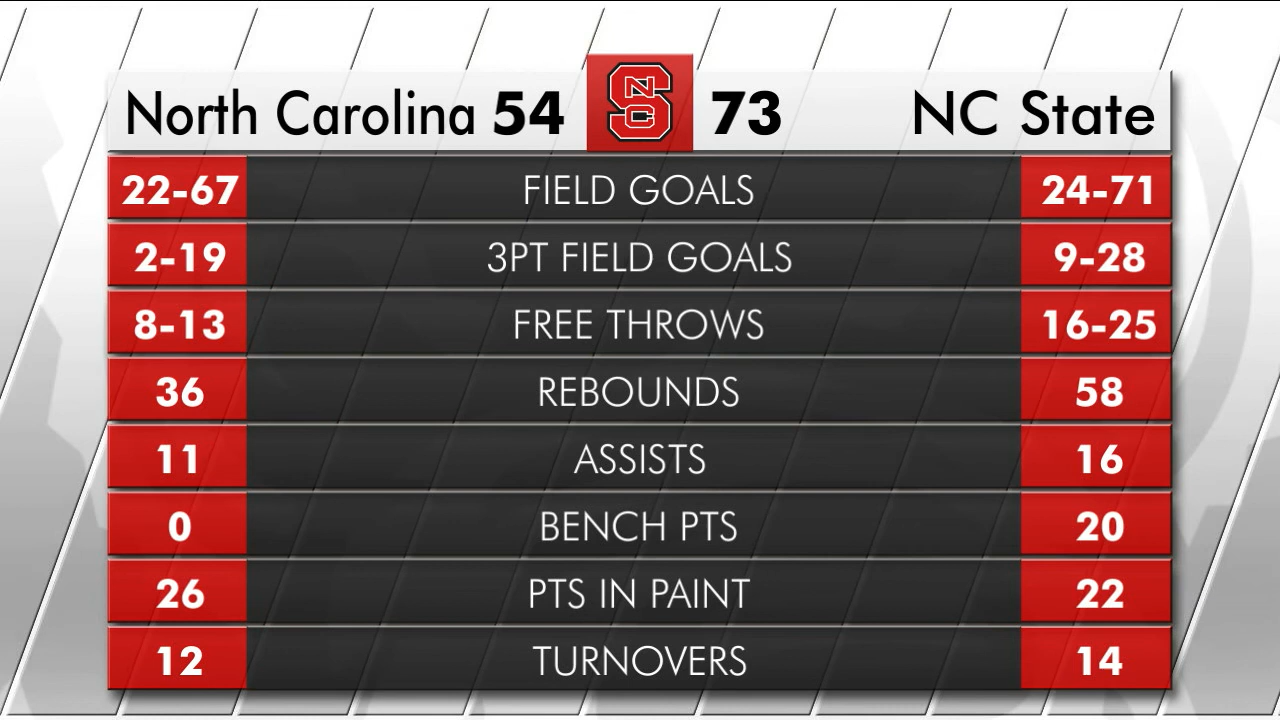 North Carolina 54 NC S 73 NC State
22-67 FIELD GOALS 24-71
2-19 3PT FIELD GOALS 9-28
8-13 FREE THROWS 16-25
36 REBOUNDS 58
11 ASSISTS 16
0 BENCH PTS 20
26 PTS IN PAINT 22
12 TURNOVERS 14